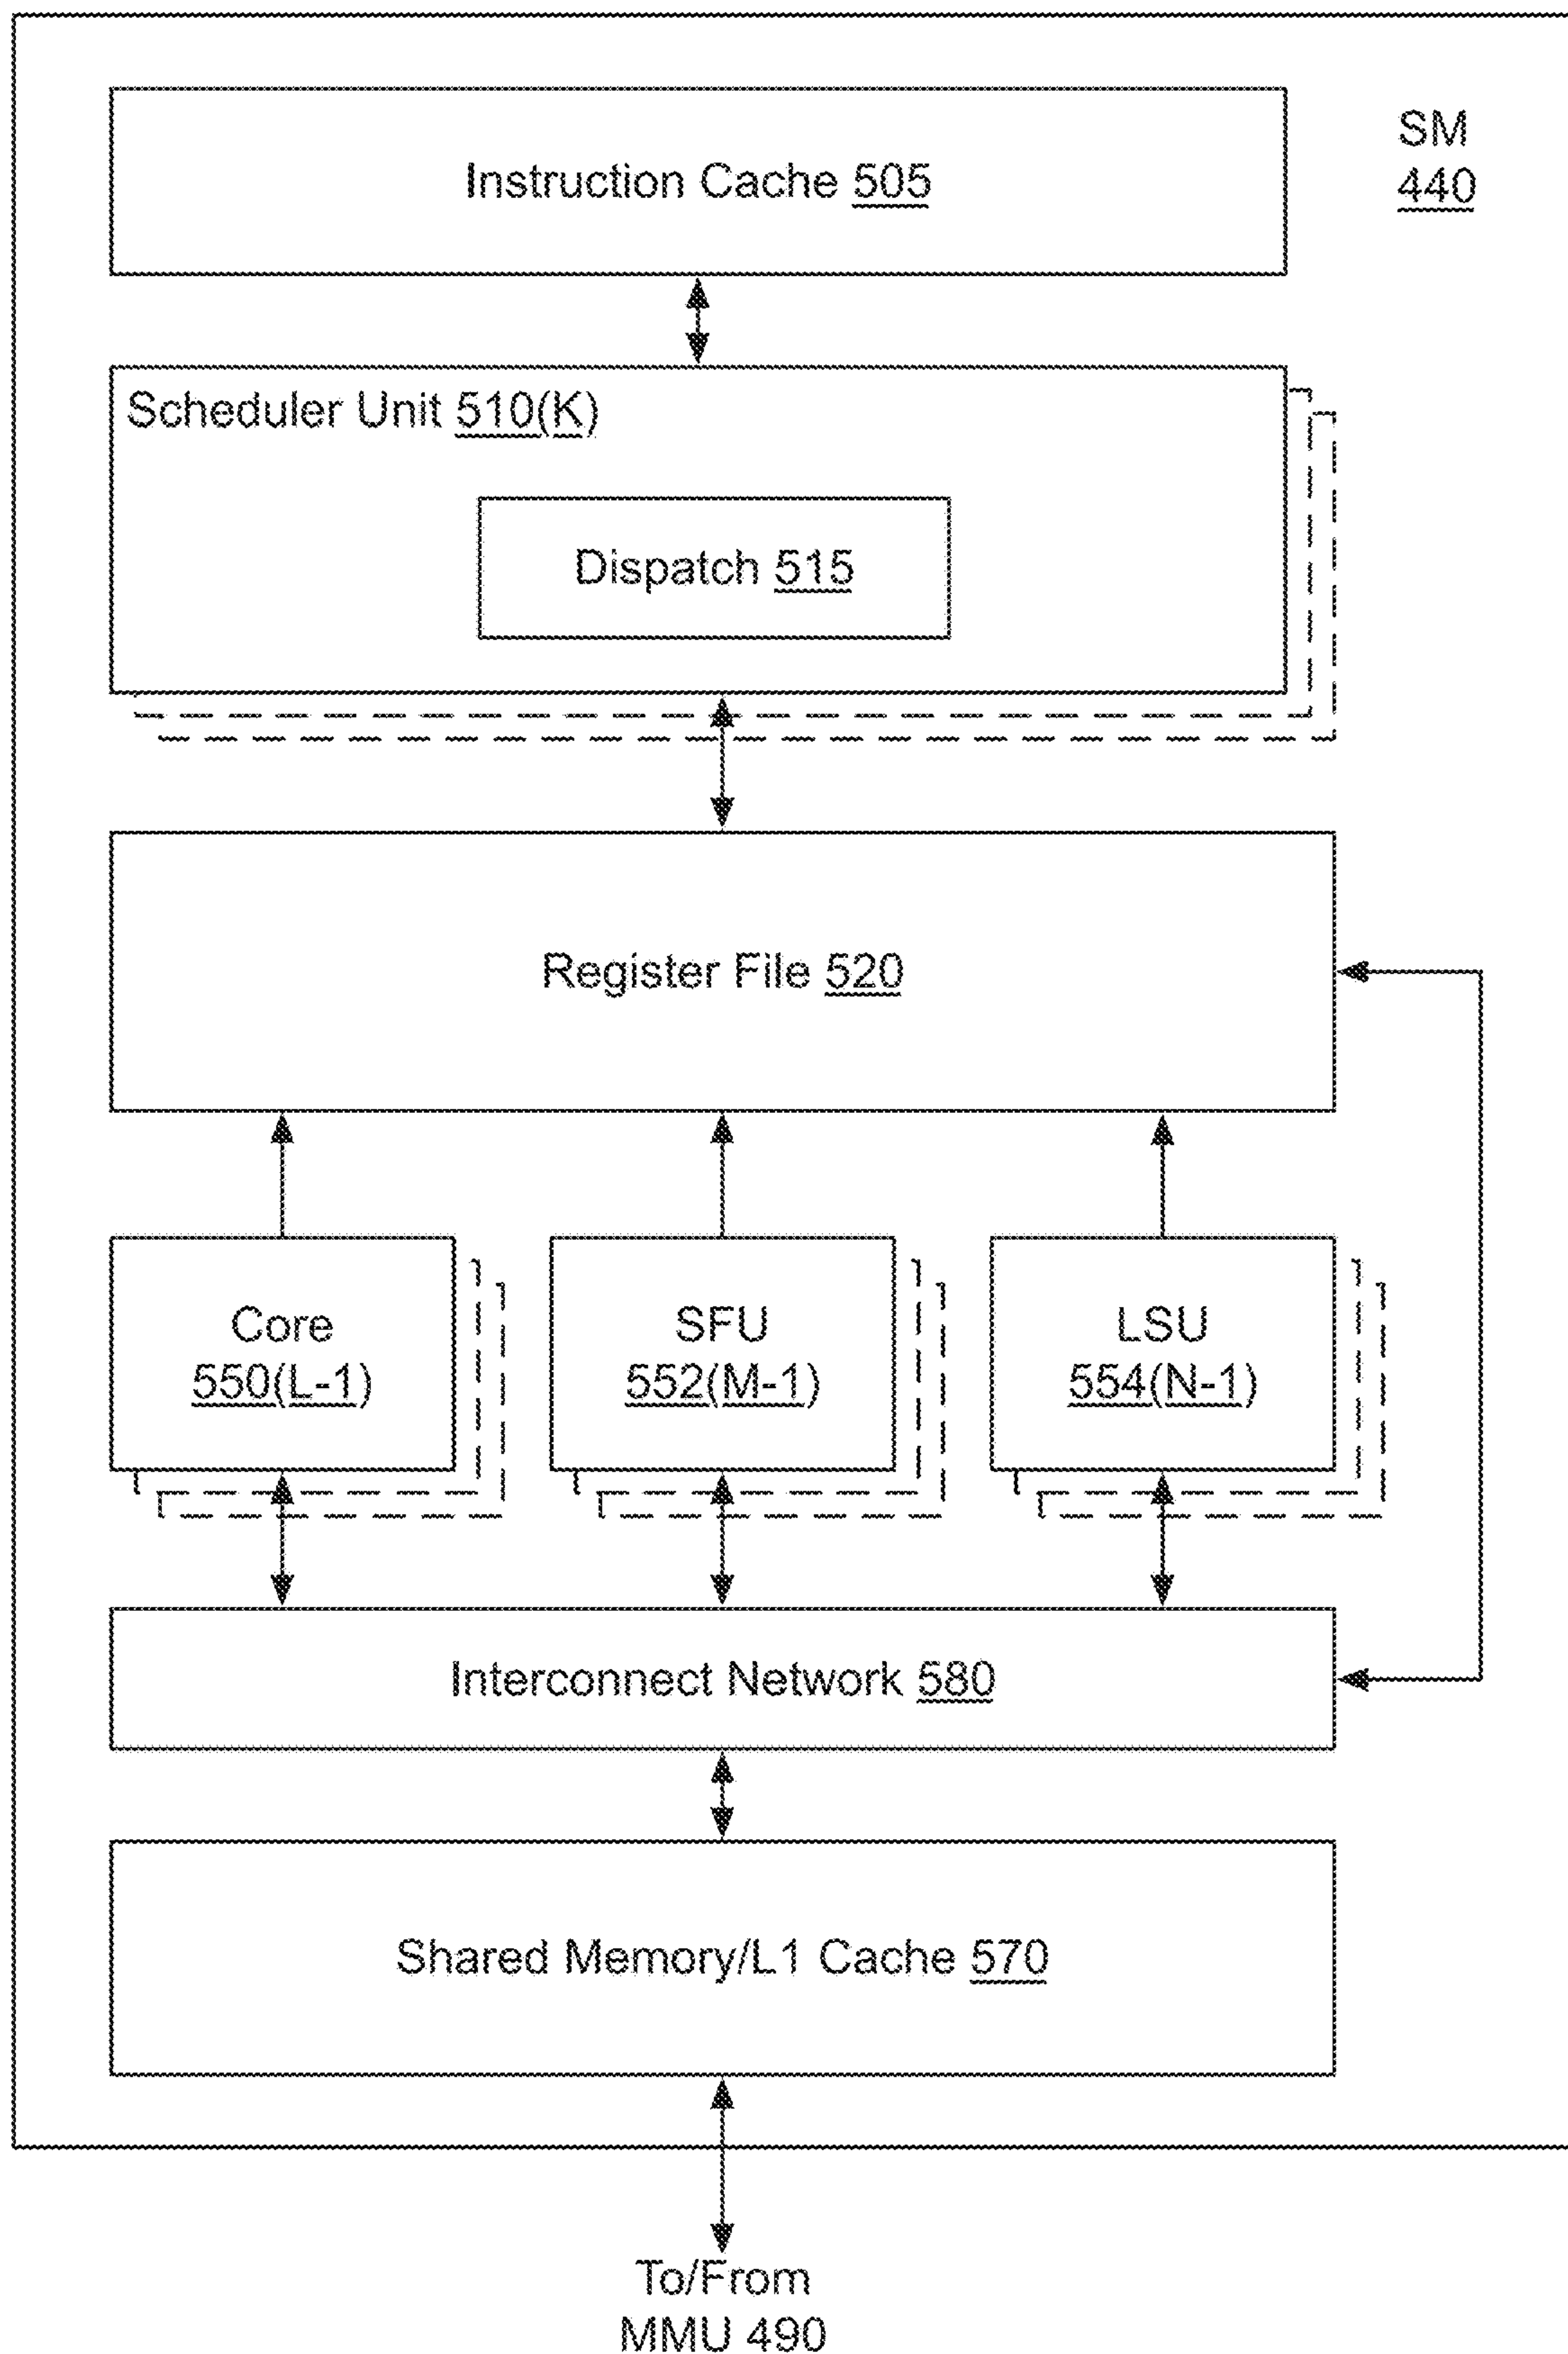 SM
440
Instruction Cache 505
Scheduler Unit 510(K)
Dispatch 515
Register File 520
Core
550(L-1)
SFU
552(M-1)
LSU
554(N-1)
Interconnect Network 580
Shared Memory/L1 Cache 570
To/From
MMU 490